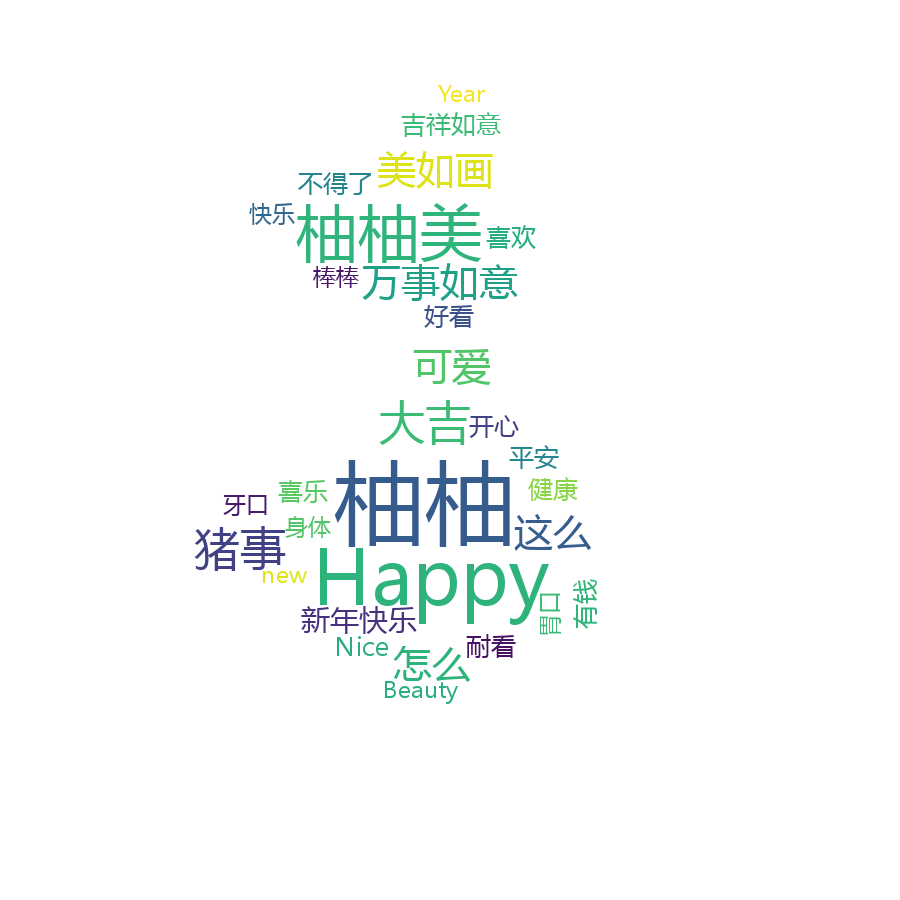 Year
吉祥如意
美如画
不得了
快乐
柚柚美
喜欢
棒棒
万事如意
好看
可爱
大吉
开心
平安
柚柚
喜乐
健康
牙口
身体
这么
猪事
new
Happy
胃口
有钱
新年快乐
Nice
耐看
怎么
Beauty